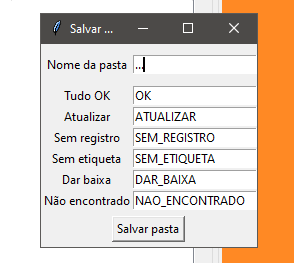 Salvar ...
Nome da pasta ...
Tudo OK OK
Atualizar ATUALIZAR
Sem registro SEM_REGISTRO
Sem etiqueta SEM_ETIQUETA
Dar baixa DAR_BAIXA
Não encontrado NAO_ENCONTRADO
Salvar pasta